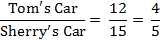 Tom's Car / Sherry's Car = 12/15 = 4/5